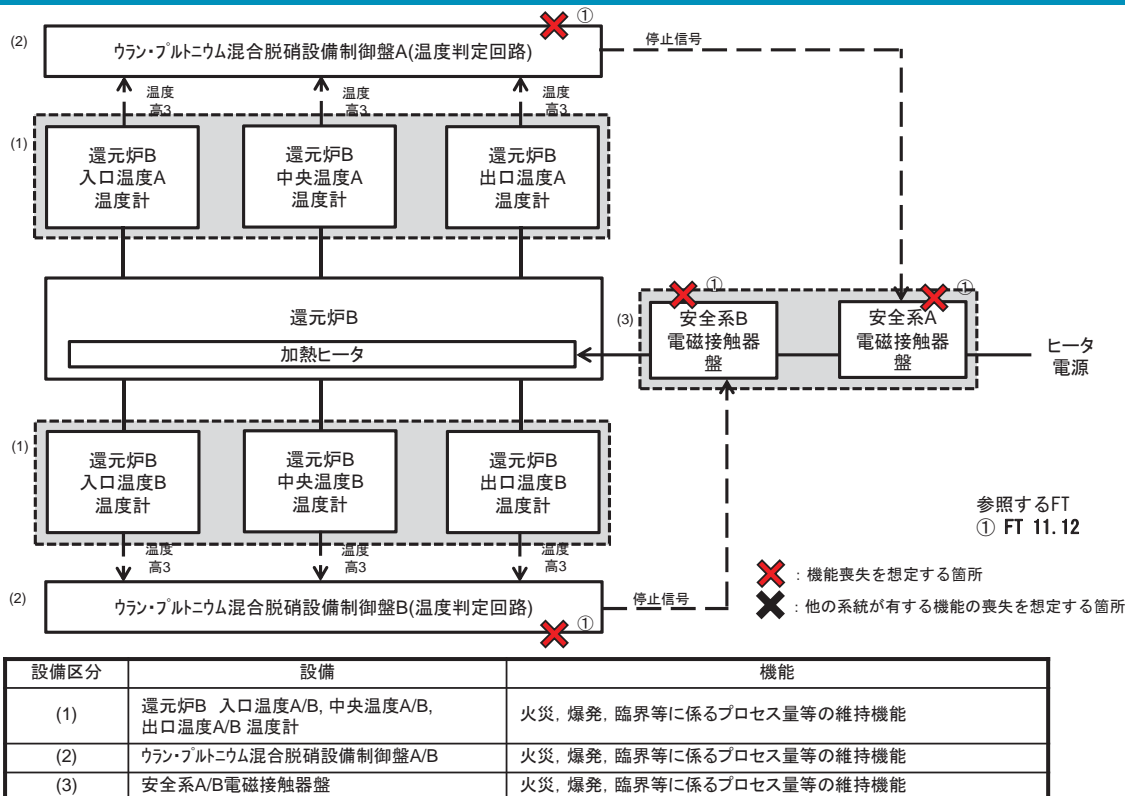 ①
(2)
ウラン・プルトニウム混合脱硝設備制御盤A(温度判定回路)
停止信号
温度
高3
温度
高3
温度
高3
(1)
還元炉B
入口温度A
温度計
還元炉B
中央温度A
温度計
還元炉B
出口温度A
温度計
還元炉B
加熱ヒータ
(3)
①
安全系B
電磁接触器
盤
①
安全系A
電磁接触器
盤
ヒータ
電源
(1)
還元炉B
入口温度B
温度計
還元炉B
中央温度B
温度計
還元炉B
出口温度B
温度計
温度
高3
温度
高3
温度
高3
(2)
ウラン・プルトニウム混合脱硝設備制御盤B(温度判定回路)
停止信号
①
参照するFT
① FT 11.12
：機能喪失を想定する箇所
：他の系統が有する機能の喪失を想定する箇所
設備区分 設備 機能
(1) 還元炉B 入口温度A/B, 中央温度A/B,
出口温度A/B 温度計 火災, 爆発, 臨界等に係るプロセス量等の維持機能
(2) ウラン・プルトニウム混合脱硝設備制御盤A/B 火災, 爆発, 臨界等に係るプロセス量等の維持機能
(3) 安全系A/B電磁接触器盤 火災, 爆発, 臨界等に係るプロセス量等の維持機能